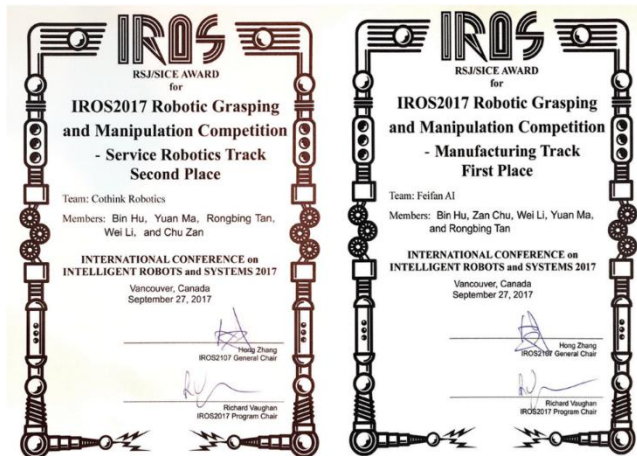 IROS
RSJ/SICE AWARD
for
IROS2017 Robotic Grasping
and Manipulation Competition
- Service Robotics Track
Second Place
Team: Cothink Robotics
Members: Bin Hu, Yuan Ma, Rongbing Tan,
Wei Li, and Chu Zan
INTERNATIONAL CONFERENCE on
INTELLIGENT ROBOTS and SYSTEMS 2017
Vancouver, Canada
September 27, 2017
Hong Zhang
IROS2107 General Chair
Richard Vaughan
IROS2017 Program Chair
IROS
RSJ/SICE AWARD
for
IROS2017 Robotic Grasping
and Manipulation Competition
- Manufacturing Track
First Place
Team: Feifan AI
Members: Bin Hu, Zan Chu, Wei Li, Yuan Ma,
and Rongbing Tan
INTERNATIONAL CONFERENCE on
INTELLIGENT ROBOTS and SYSTEMS 2017
Vancouver, Canada
September 27, 2017
Hong Zhang
IROS2107 General Chair
Richard Vaughan
IROS2017 Program Chair